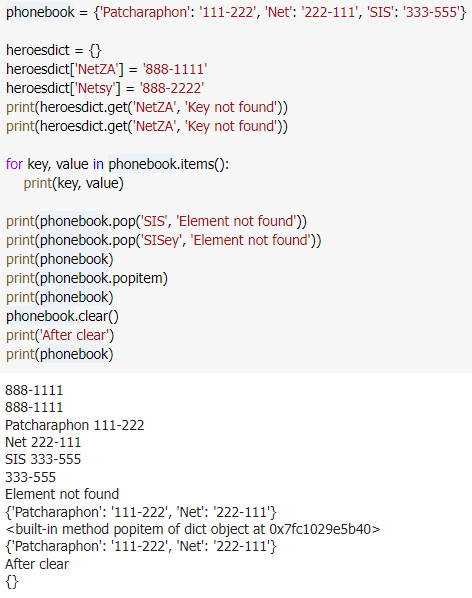 phonebook = {'Patcharaphon': '111-222', 'Net': '222-111', 'SIS': '333-555'}
heroesdict = {}
heroesdict['NetZA'] = '888-1111'
heroesdict['Netsy'] = '888-2222'
print(heroesdict.get('NetZA', 'Key not found'))
print(heroesdict.get('NetZA', 'Key not found'))
for key, value in phonebook.items():
    print(key, value)
print(phonebook.pop('SIS', 'Element not found'))
print(phonebook.pop('SISey', 'Element not found'))
print(phonebook)
print(phonebook.popitem)
print(phonebook)
phonebook.clear()
print('After clear')
print(phonebook)
888-1111
888-1111
Patcharaphon 111-222
Net 222-111
SIS 333-555
333-555
Element not found
{'Patcharaphon': '111-222', 'Net': '222-111'}
<built-in method popitem of dict object at 0x7fc1029e5b40>
{'Patcharaphon': '111-222', 'Net': '222-111'}
After clear
{}